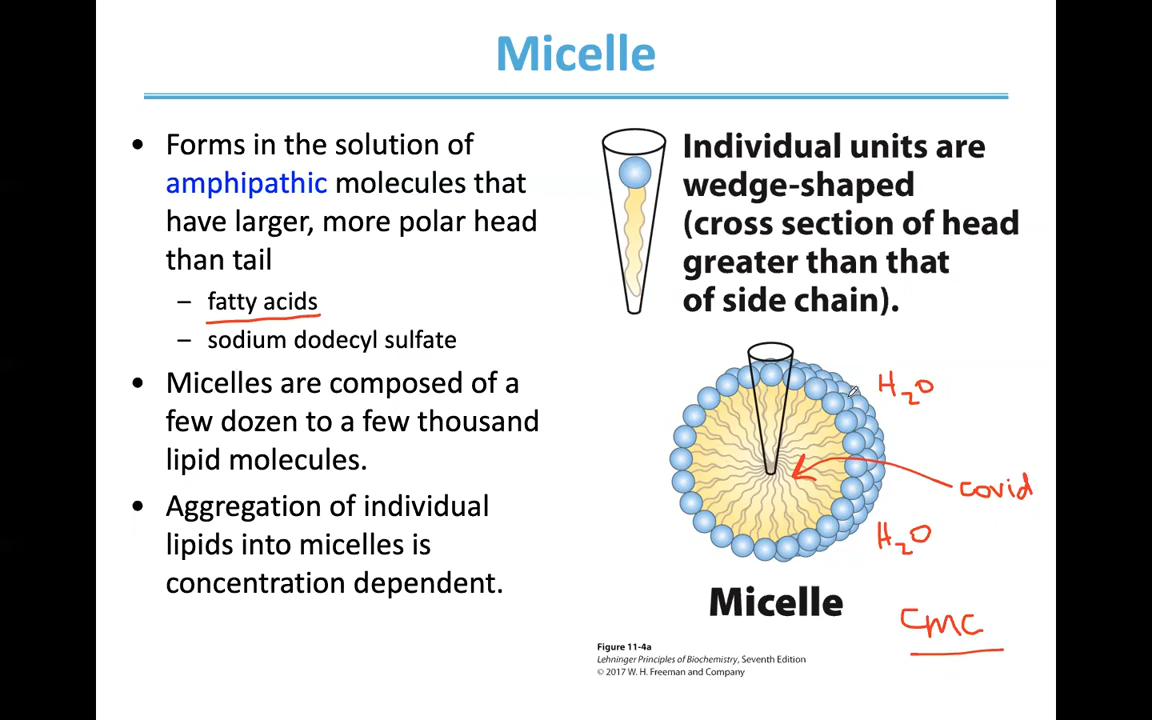 Micelle
• Forms in the solution of
amphipathic molecules that
have larger, more polar head
than tail
– fatty acids
– sodium dodecyl sulfate
• Micelles are composed of a
few dozen to a few thousand
lipid molecules.
• Aggregation of individual
lipids into micelles is
concentration dependent.
Individual units are
wedge-shaped
(cross section of head
greater than that
of side chain).
H2O
covid
H2O
Micelle
CMC
Figure 11-4a
Lehninger Principles of Biochemistry, Seventh Edition
© 2017 W. H. Freeman and Company